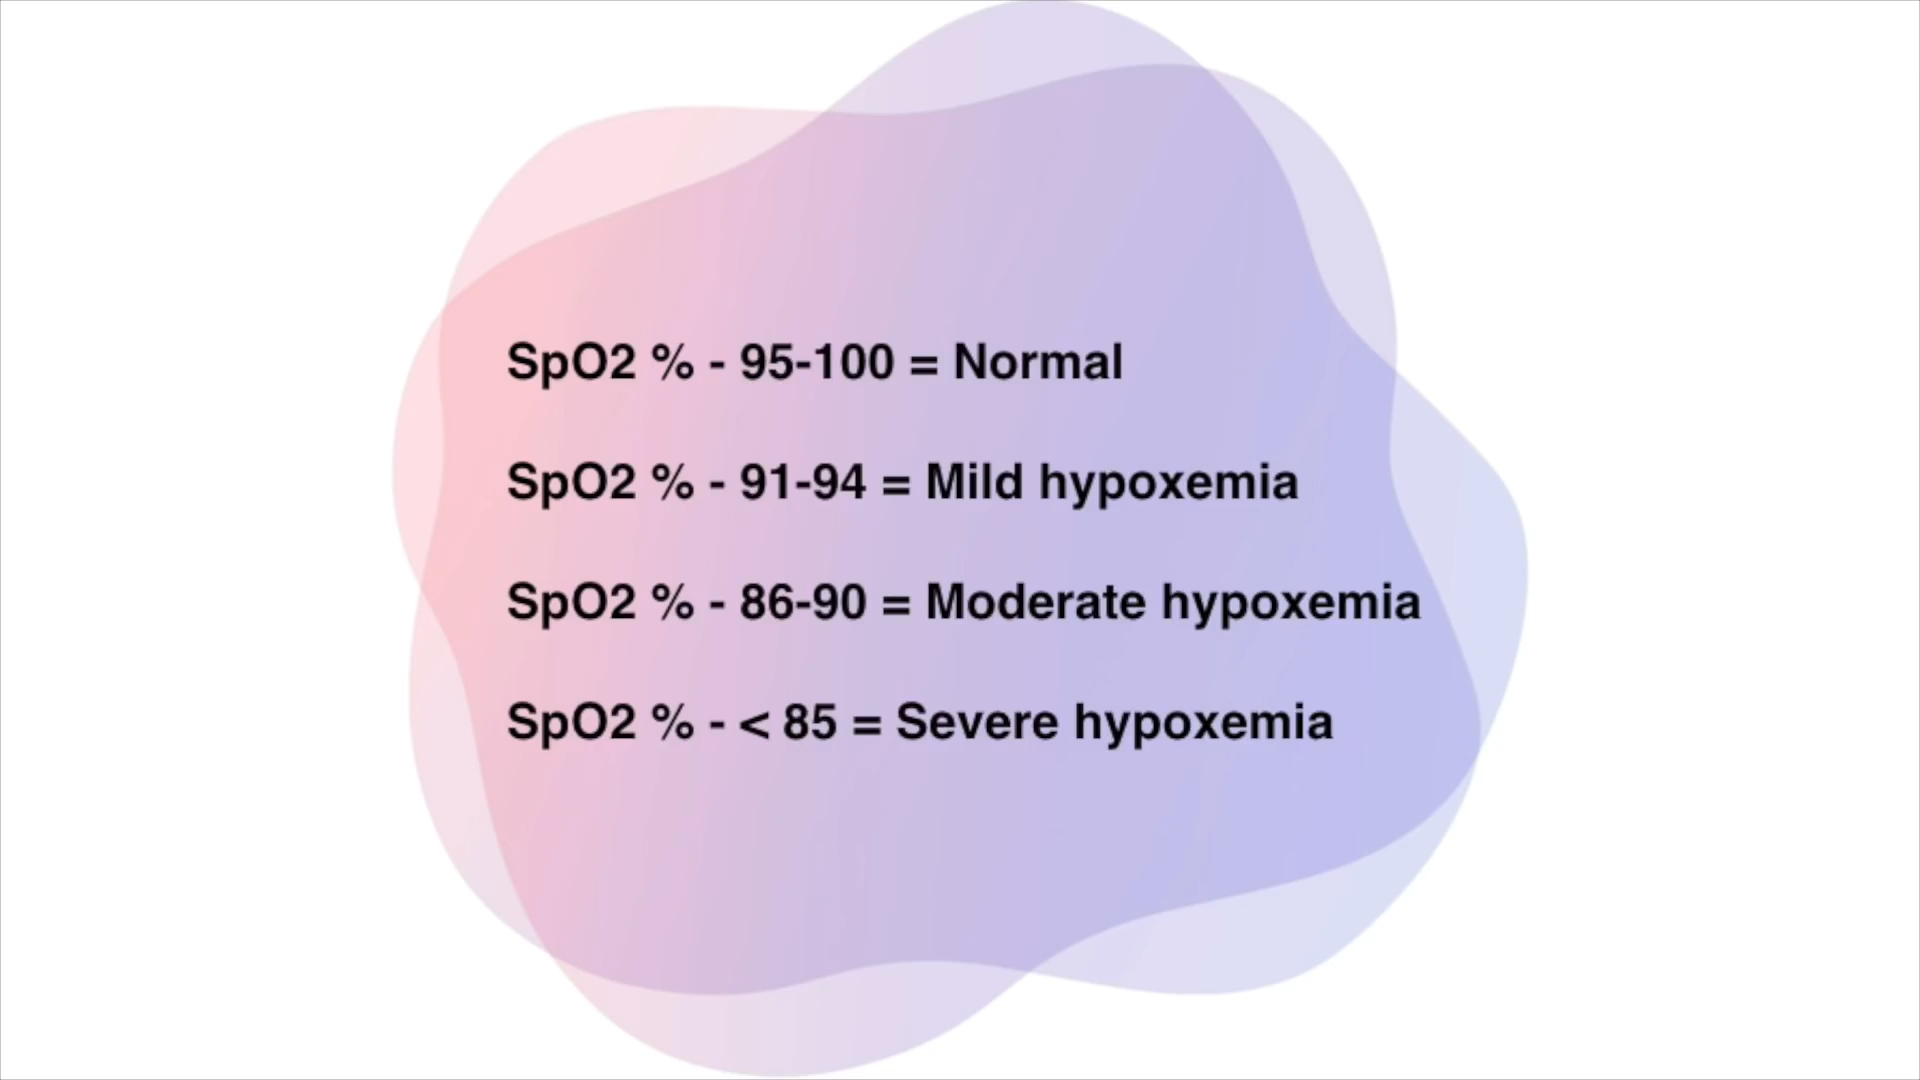 SpO2 % - 95-100 = Normal
SpO2 % - 91-94 = Mild hypoxemia
SpO2 % - 86-90 = Moderate hypoxemia
SpO2 % - < 85 = Severe hypoxemia